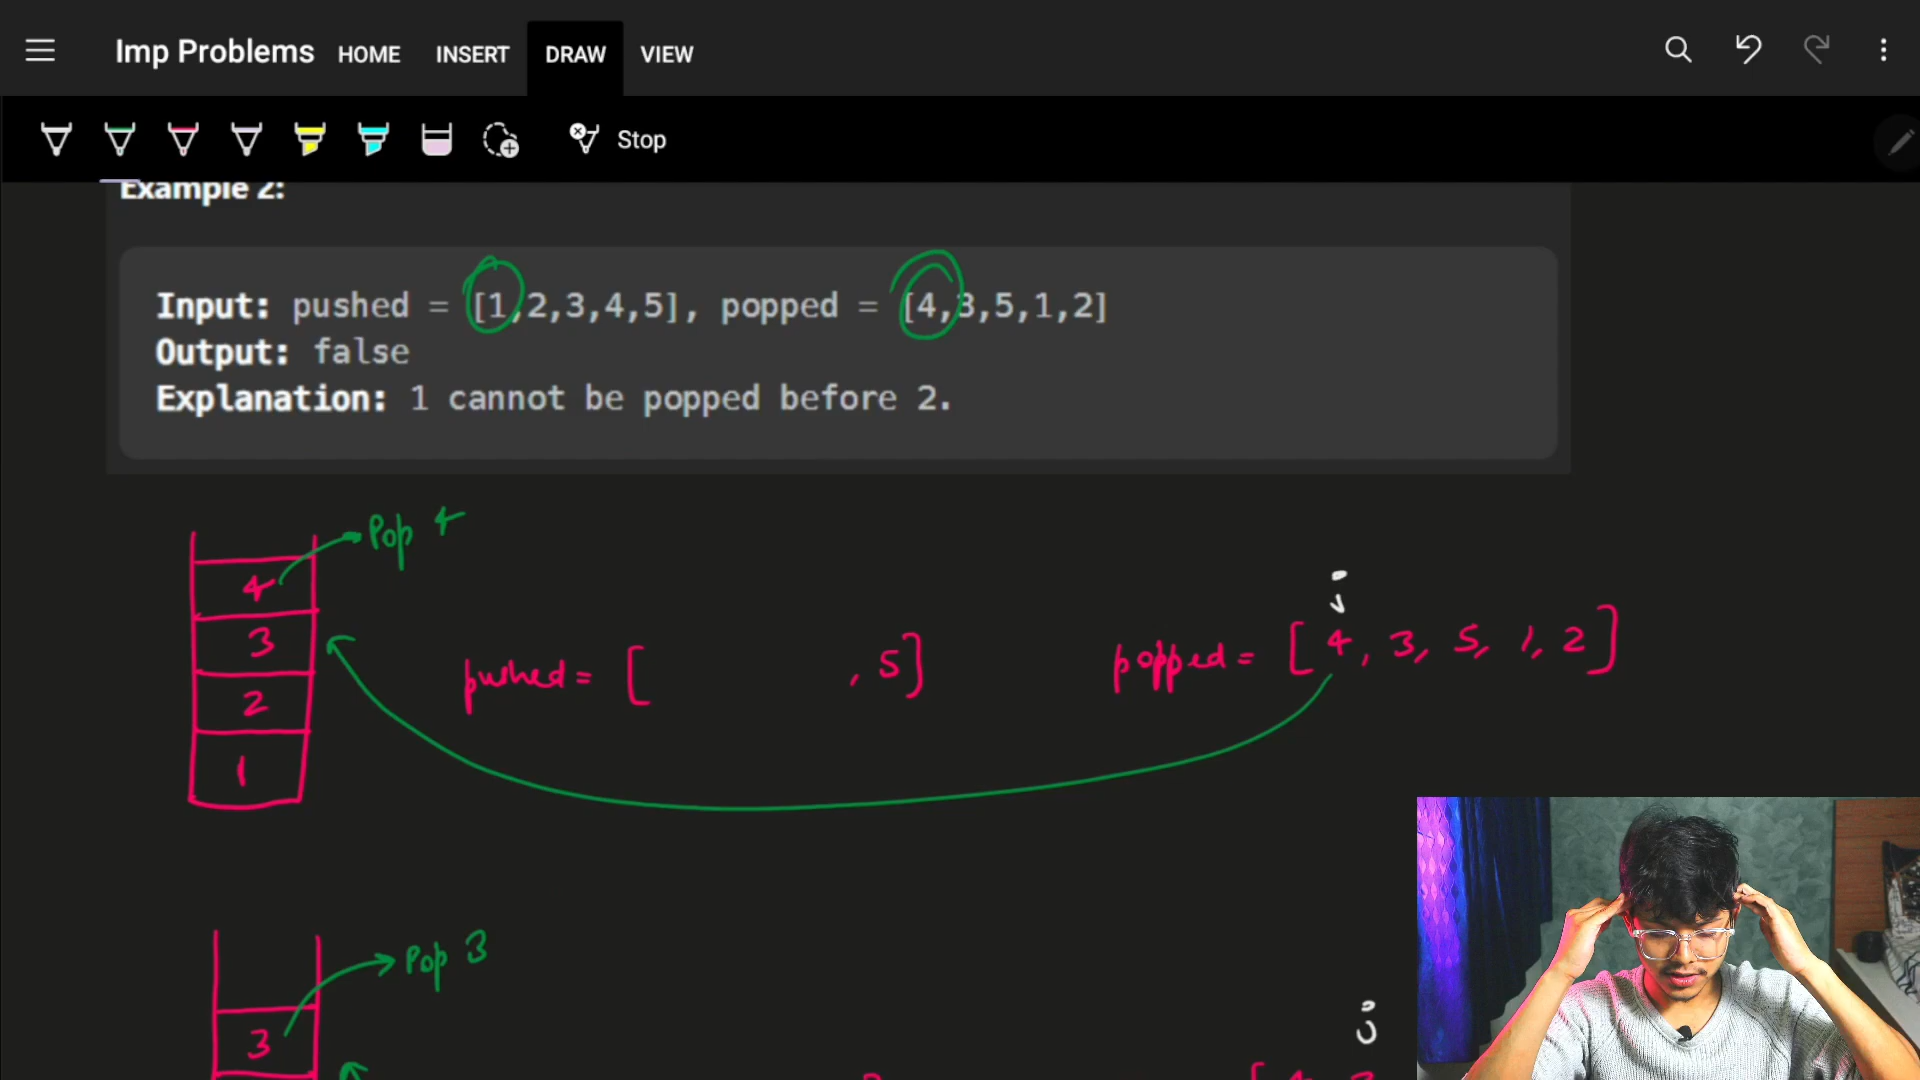 Imp Problems HOME INSERT DRAW VIEW
Stop
Example 2:
Input: pushed = [1,2,3,4,5], popped = [4,3,5,1,2]
Output: false
Explanation: 1 cannot be popped before 2.
Pop 4
4
3
2
1
pushed = [ , 5]
popped = [4, 3, 5, 1, 2]
Pop 3
3